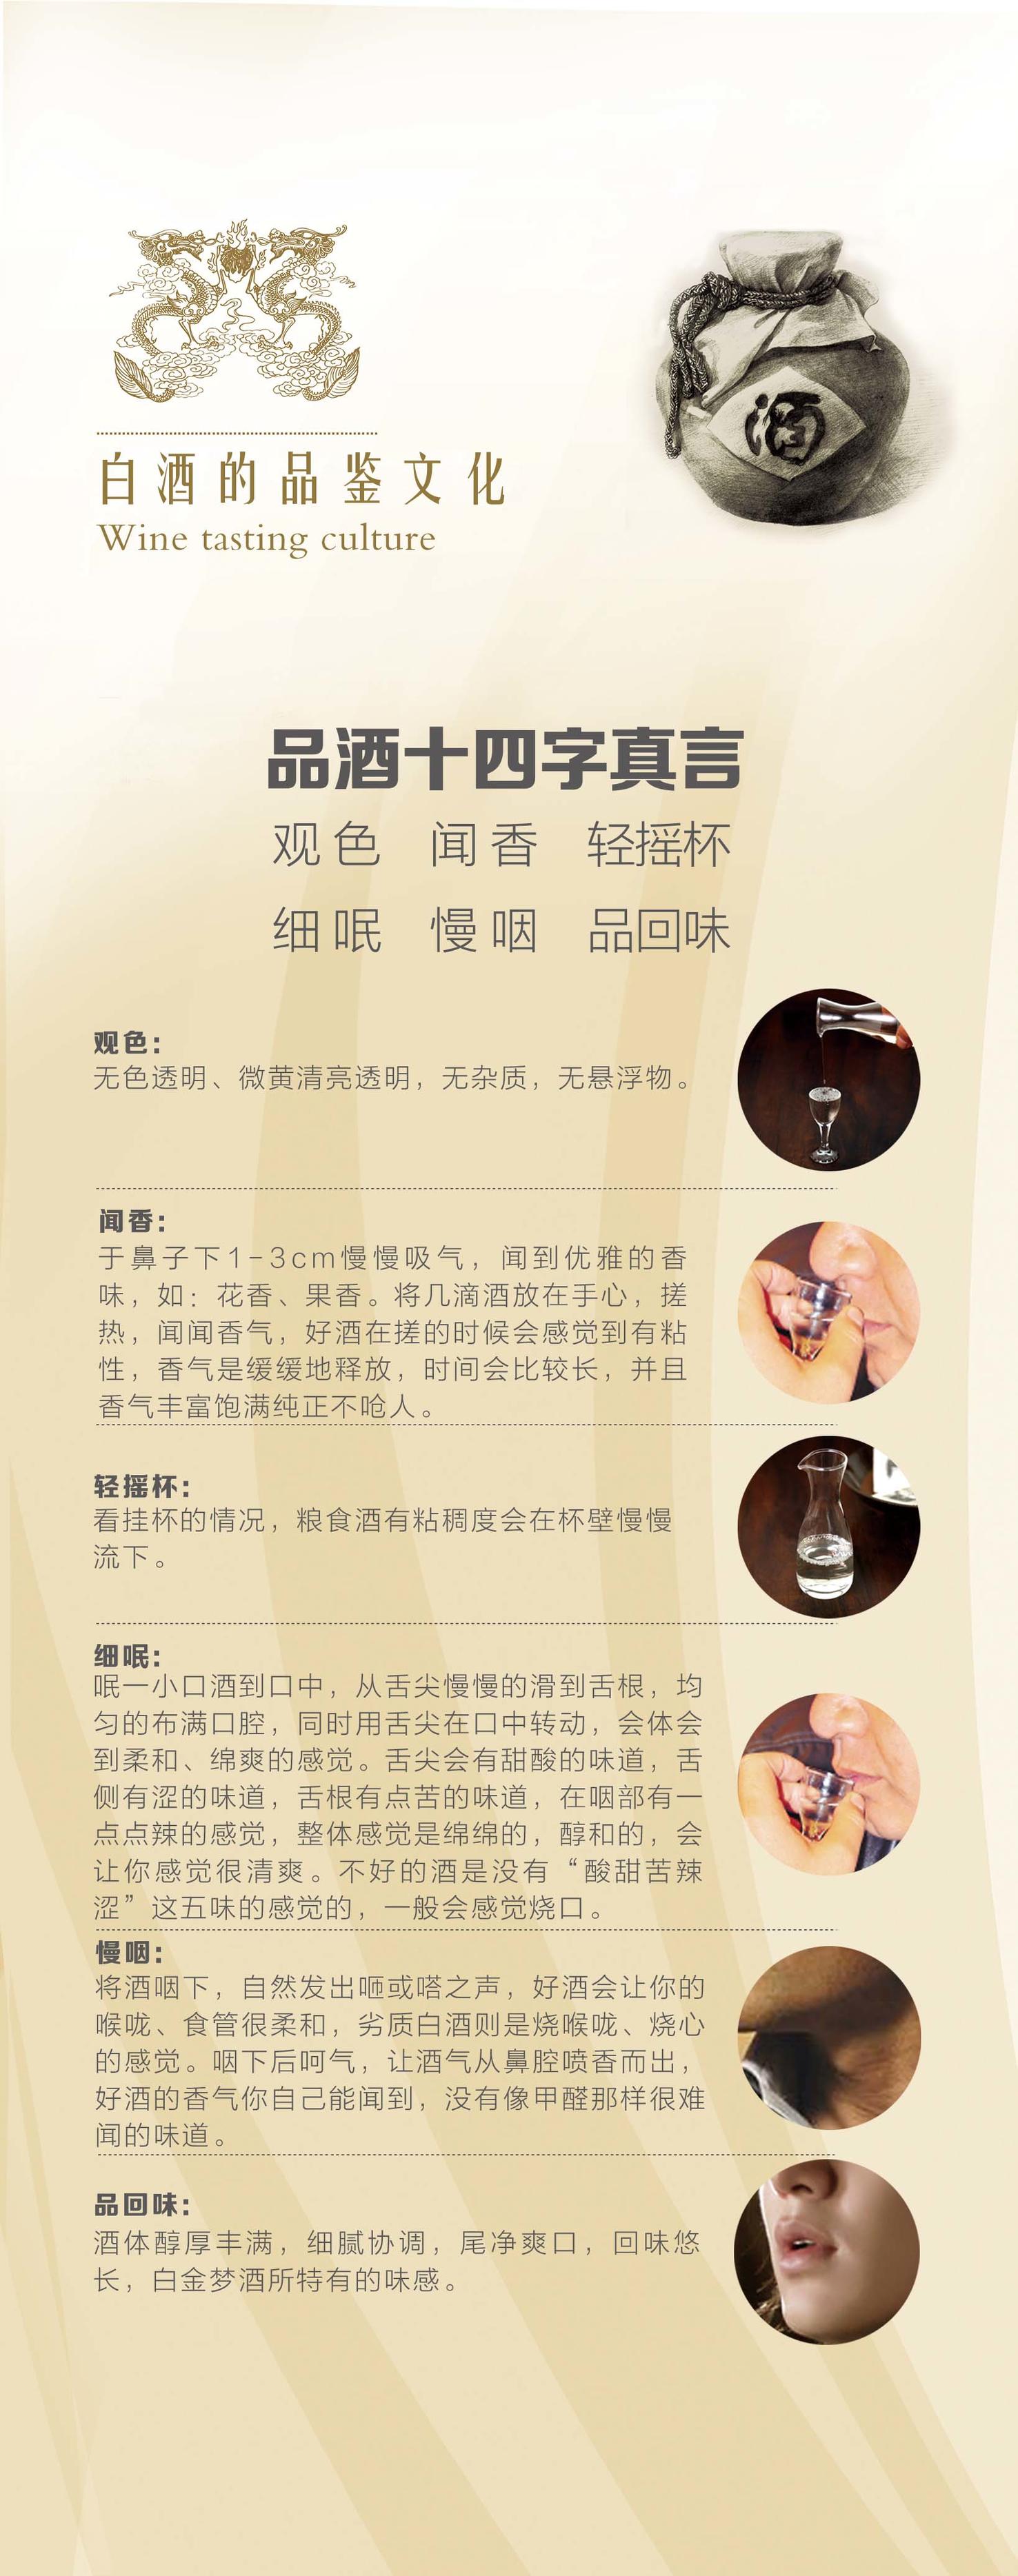 酒
白酒的品鉴文化
Wine tasting culture
品酒十四字真言
观色 闻香 轻摇杯
细眠 慢咽 品回味
观色：
无色透明、微黄清亮透明，无杂质，无悬浮物。
闻香：
于鼻子下1-3cm慢慢吸气，闻到优雅的香
味，如：花香、果香。将几滴酒放在手心，搓
热，闻闻香气，好酒在搓的时候会感觉到有粘
性，香气是缓缓地释放，时间会比较长，并且
香气丰富饱满纯正不呛人。
轻摇杯：
看挂杯的情况，粮食酒有粘稠度会在杯壁慢慢
流下。
细眠：
眠一小口酒到口中，从舌尖慢慢的滑到舌根，均
匀的布满口腔，同时用舌尖在口中转动，会体会
到柔和、绵爽的感觉。舌尖会有甜酸的味道，舌
侧有涩的味道，舌根有点苦的味道，在咽部有一
点点辣的感觉，整体感觉是绵绵的，醇和的，会
让你感觉很清爽。不好的酒是没有“酸甜苦辣
涩”这五味的感觉的，一般会感觉烧口。
慢咽：
将酒咽下，自然发出咂或嗒之声，好酒会让你的
喉咙、食管很柔和，劣质白酒则是烧喉咙、烧心
的感觉。咽下后呵气，让酒气从鼻腔喷香而出，
好酒的香气你自己能闻到，没有像甲醛那样很难
闻的味道。
品回味：
酒体醇厚丰满，细腻协调，尾净爽口，回味悠
长，白金梦酒所特有的味感。